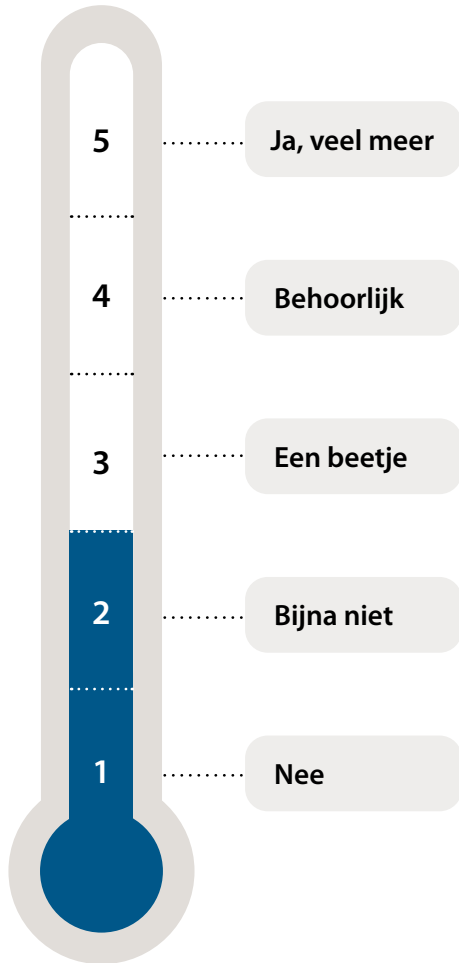 5 Ja, veel meer
4 Behoorlijk
3 Een beetje
2 Bijna niet
1 Nee